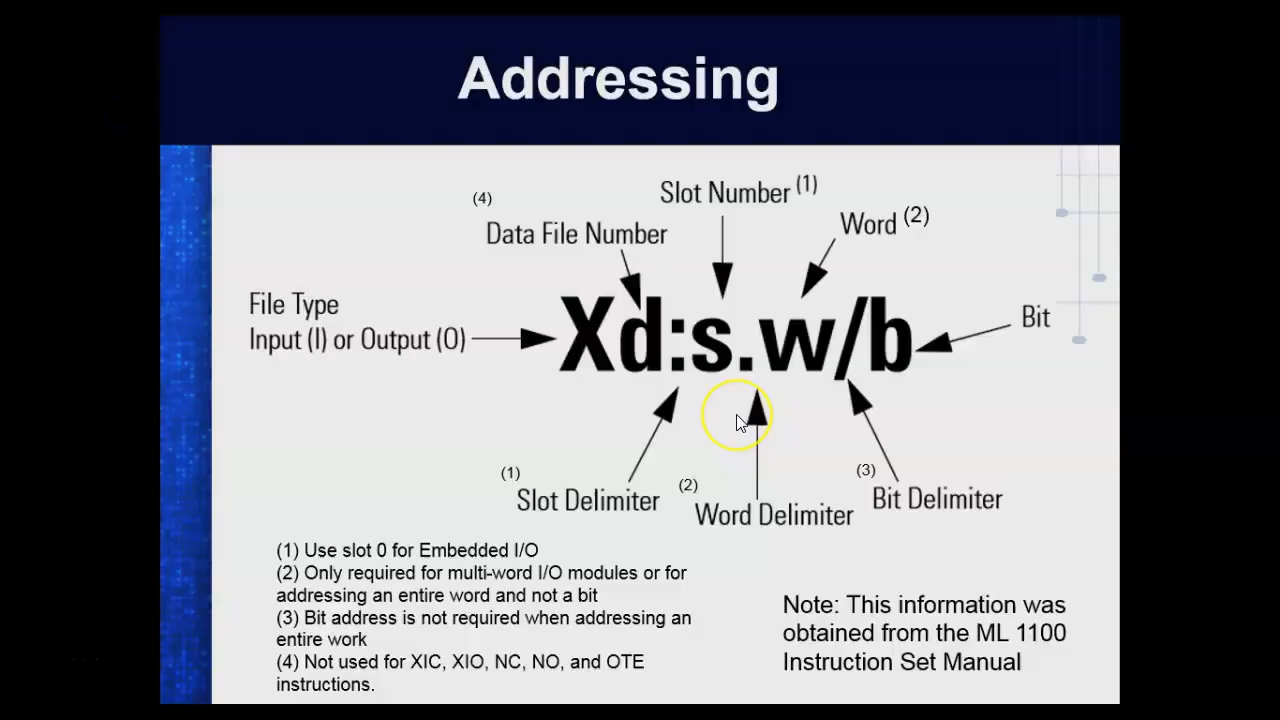 Addressing
Slot Number (1)
(4)
Data File Number
Word (2)
File Type
Input (I) or Output (O)
Xd:s.w/b
Bit
(1)
Slot Delimiter
(2)
Word Delimiter
(3)
Bit Delimiter
(1) Use slot 0 for Embedded I/O
(2) Only required for multi-word I/O modules or for
addressing an entire word and not a bit
(3) Bit address is not required when addressing an
entire work
(4) Not used for XIC, XIO, NC, NO, and OTE
instructions.
Note: This information was
obtained from the ML 1100
Instruction Set Manual